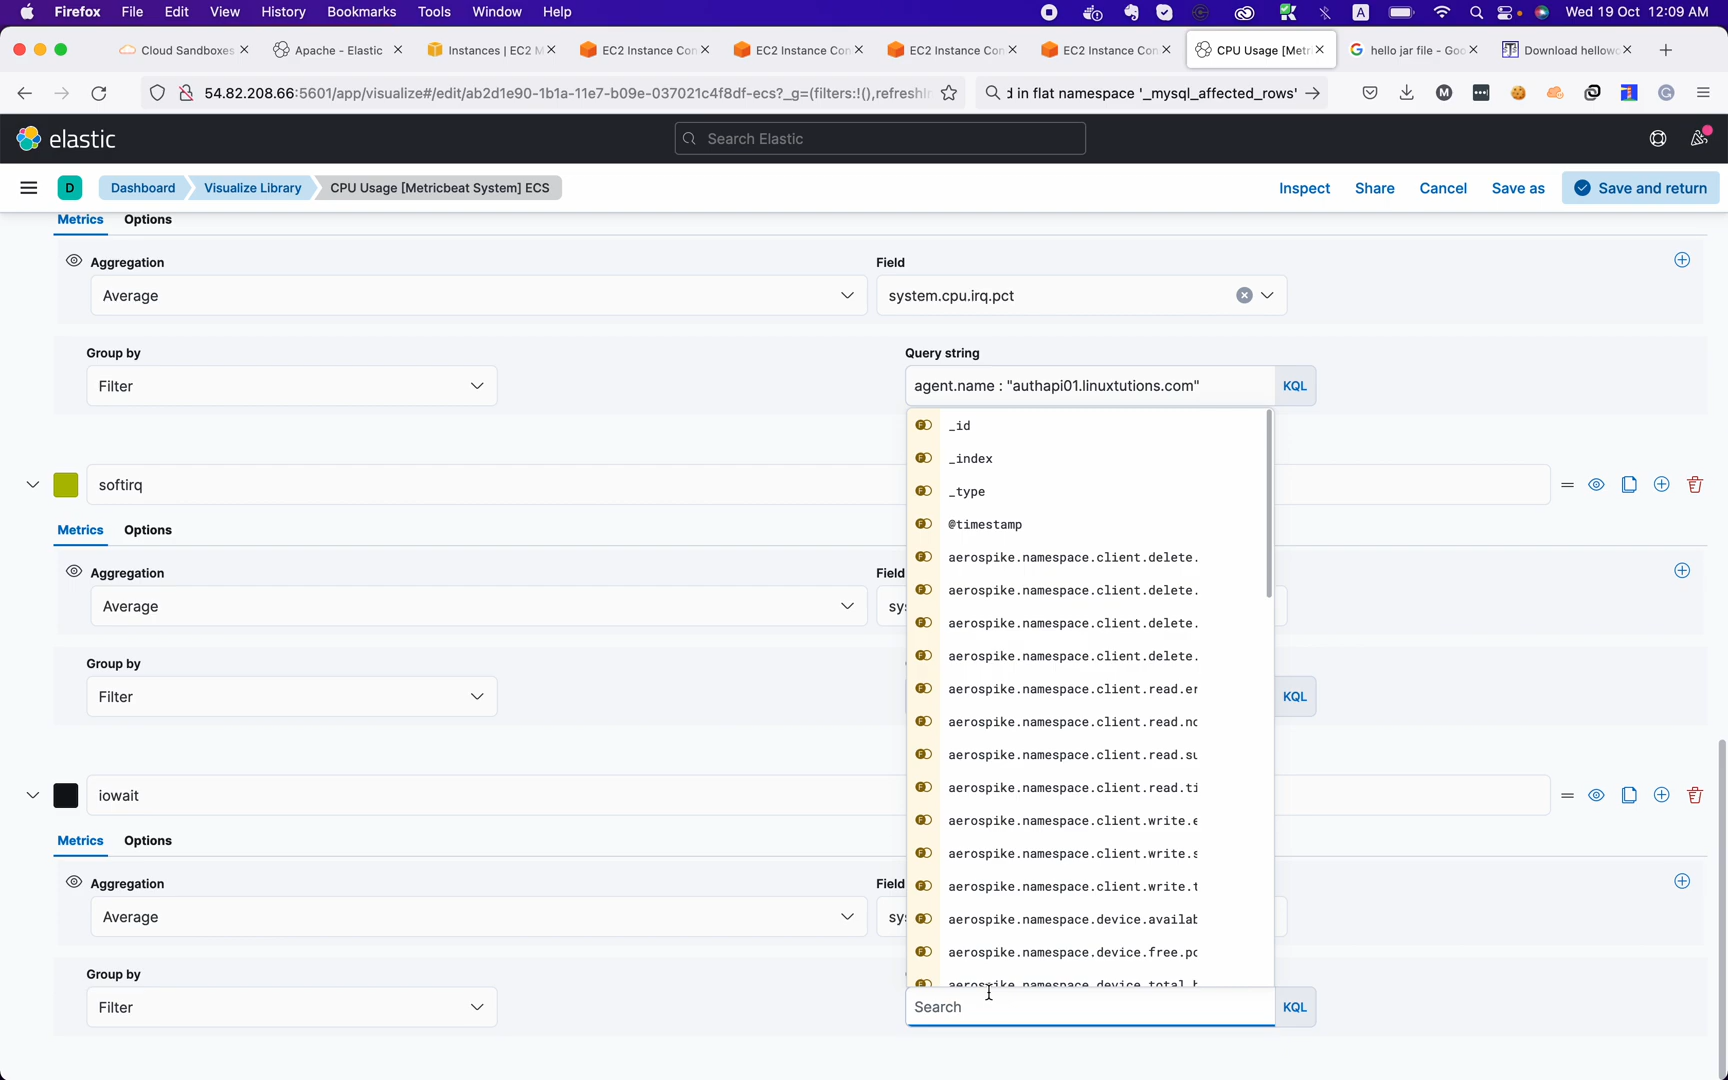 Firefox File Edit View History Bookmarks Tools Window Help A Wed 19 Oct 12:09 AM
Cloud Sandboxes Apache - Elastic Instances | EC2 M EC2 Instance Con EC2 Instance Con EC2 Instance Con EC2 Instance Con CPU Usage [Metr hello jar file - Goo Download hellow
54.82.208.66:5601/app/visualize#/edit/ab2d1e90-1b1a-11e7-b09e-037021c4f8df-ecs?_g=(filters:!(),refreshIn d in flat namespace '_mysql_affected_rows'
elastic Search Elastic
D Dashboard Visualize Library CPU Usage [Metricbeat System] ECS Inspect Share Cancel Save as Save and return
Metrics Options
Aggregation Field
Average system.cpu.irq.pct
Group by Query string
Filter agent.name : "authapi01.linuxtutions.com" KQL
_id
_index
_type
@timestamp
aerospike.namespace.client.delete.
aerospike.namespace.client.delete.
aerospike.namespace.client.delete.
aerospike.namespace.client.delete.
aerospike.namespace.client.read.er
aerospike.namespace.client.read.no
aerospike.namespace.client.read.su
aerospike.namespace.client.read.ti
aerospike.namespace.client.write.e
aerospike.namespace.client.write.s
aerospike.namespace.client.write.t
aerospike.namespace.device.availab
aerospike.namespace.device.free.pc
aerospike.namespace.device.total.b
softirq
Metrics Options
Aggregation Field
Average sys
Group by
Filter KQL
iowait
Metrics Options
Aggregation Field
Average sys
Group by
Filter Search KQL